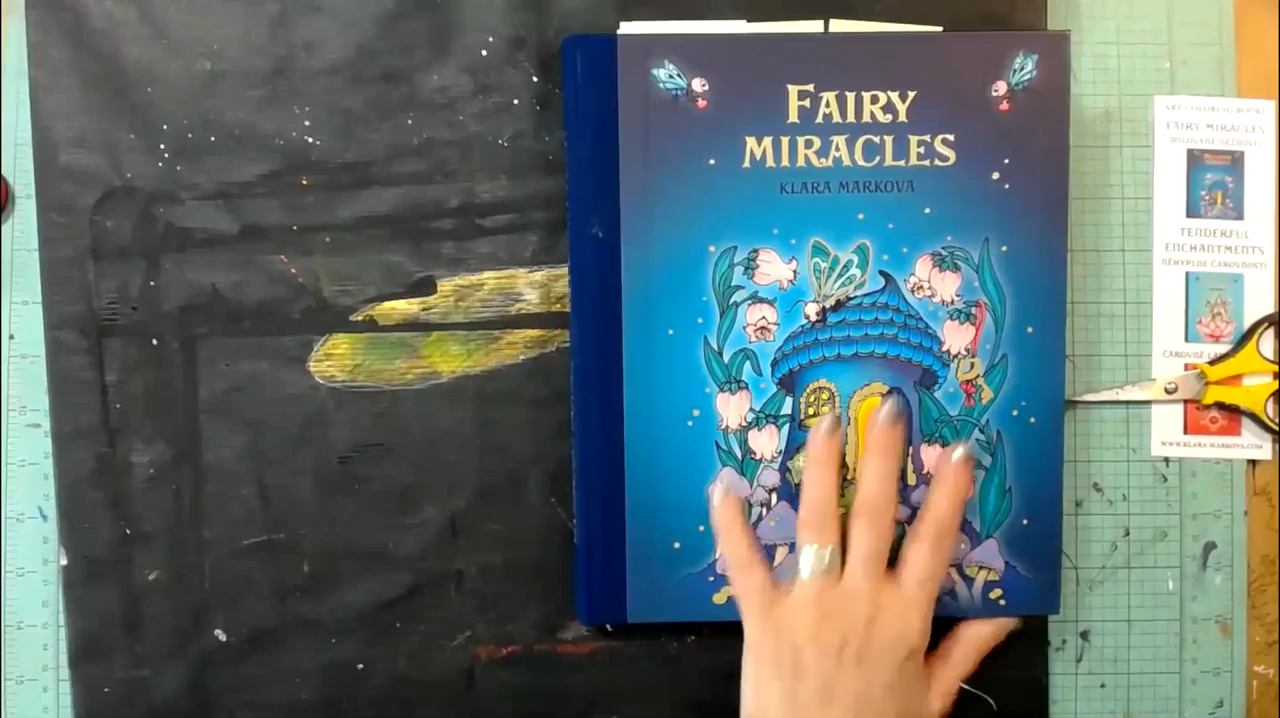 FAIRY
MIRACLES
KLARA MARKOVA
ART COLORING BOOKS
FAIRY MIRACLES
TENDERFUL
ENCHANTMENTS
WWW.KLARA-MARKOVA.COM